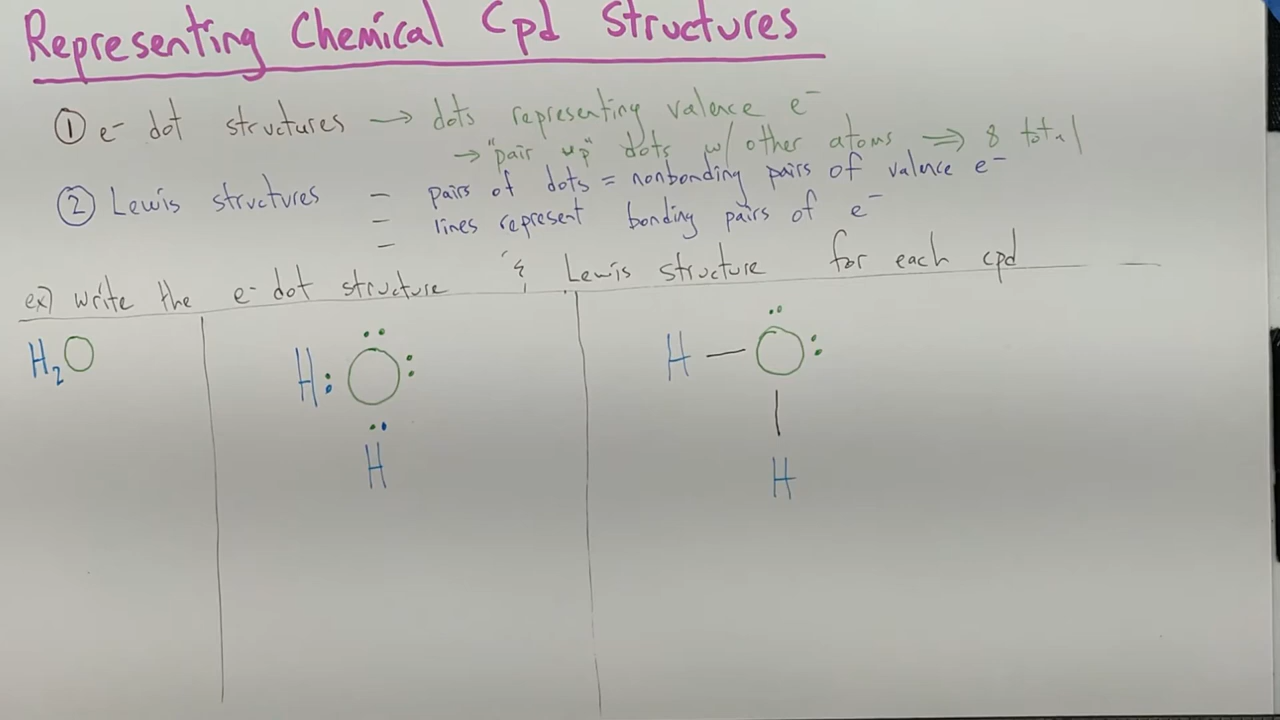 Representing Chemical Cpd Structures
① e⁻ dot structures → dots representing valence e⁻
→ "pair up" dots w/ other atoms ⇒ 8 total
② Lewis structures - pairs of dots = nonbonding pairs of valence e⁻
- lines represent bonding pairs of e⁻
-
ex) write the e⁻ dot structure & Lewis structure for each cpd
H₂O
H:O:
H
H—O:
H